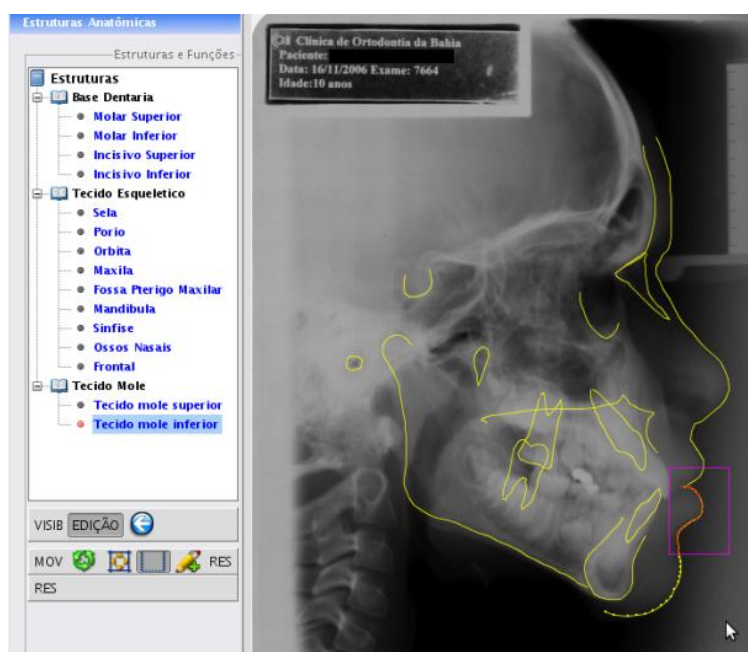 Estruturas Anatômicas
Estruturas e Funções
Estruturas
Base Dentaria
Molar Superior
Molar Inferior
Incisivo Superior
Incisivo Inferior
Tecido Esqueletico
Sela
Porio
Orbita
Maxila
Fossa Pterigo Maxilar
Mandibula
Sinfise
Ossos Nasais
Frontal
Tecido Mole
Tecido mole superior
Tecido mole inferior
VISIB EDIÇÃO
MOV RES
RES
Clínica de Ortodontia da Bahia
Paciente:
Data: 16/11/2006 Exame: 7664
Idade:10 anos